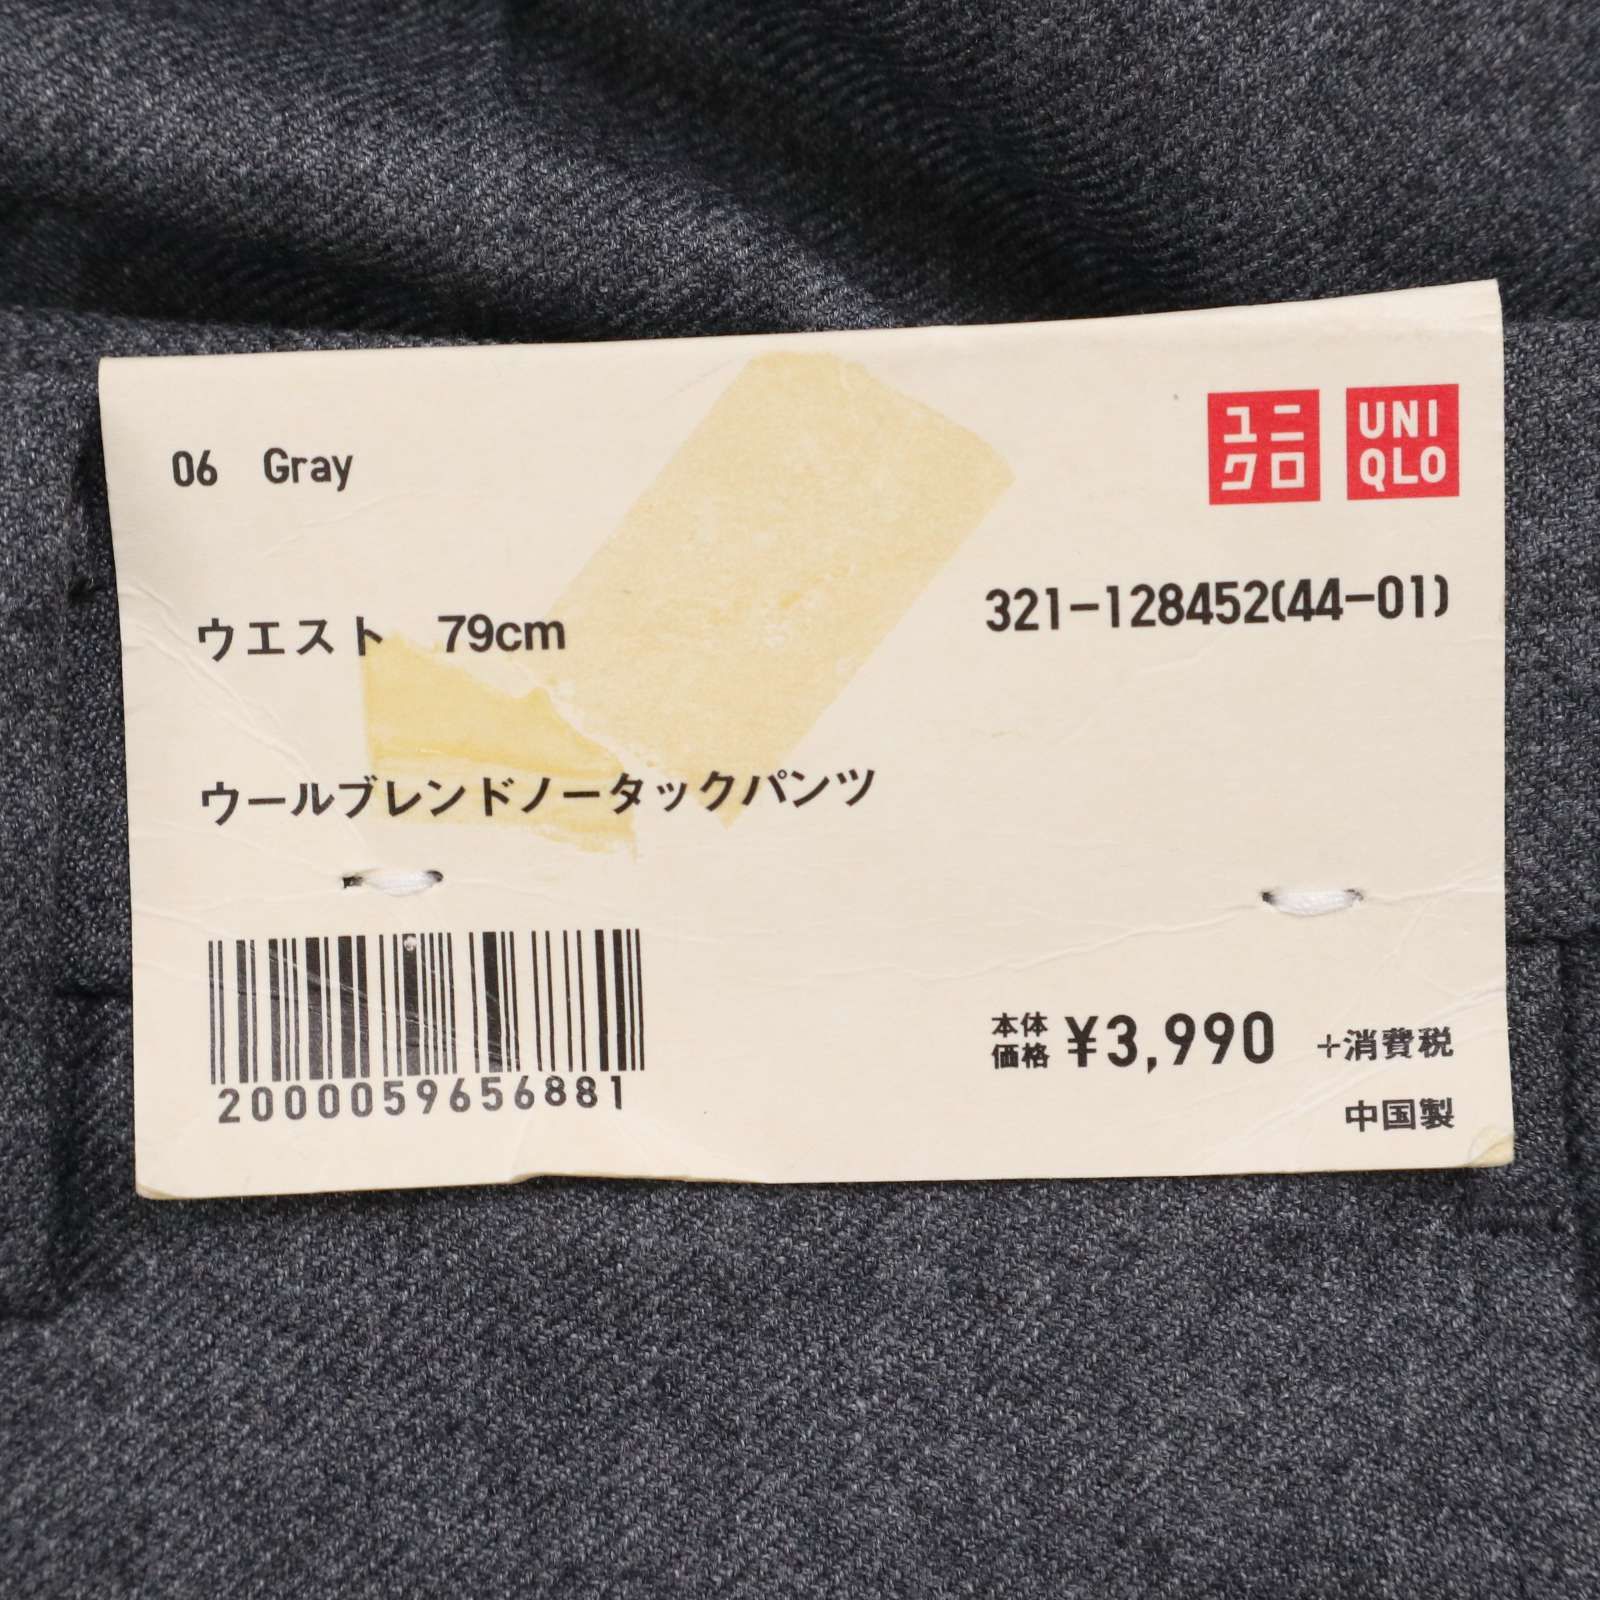 06 Gray
ユニ
クロ
UNI
QLO
ウエスト 79cm
321-128452(44-01)
ウールブレンドノータックパンツ
2000059656881
本体
価格 ¥3,990 +消費税
中国製